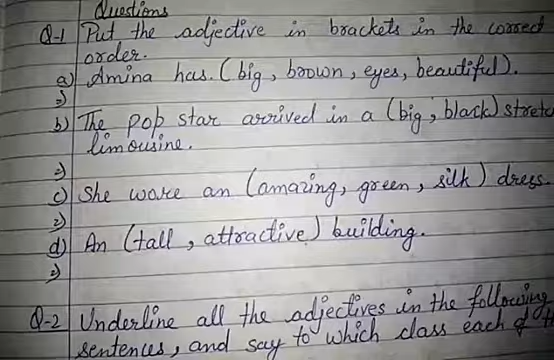 Questions
Q-1 Put the adjective in brackets in the correct
order.
a) Amina has. (big, brown, eyes, beautiful).
b) The pop star arrived in a (big, black) stretch
limousine.
c) She wore an (amazing, green, silk) dress.
d) An (tall, attractive) building.
Q-2 Underline all the adjectives in the following
sentences, and say to which class each of